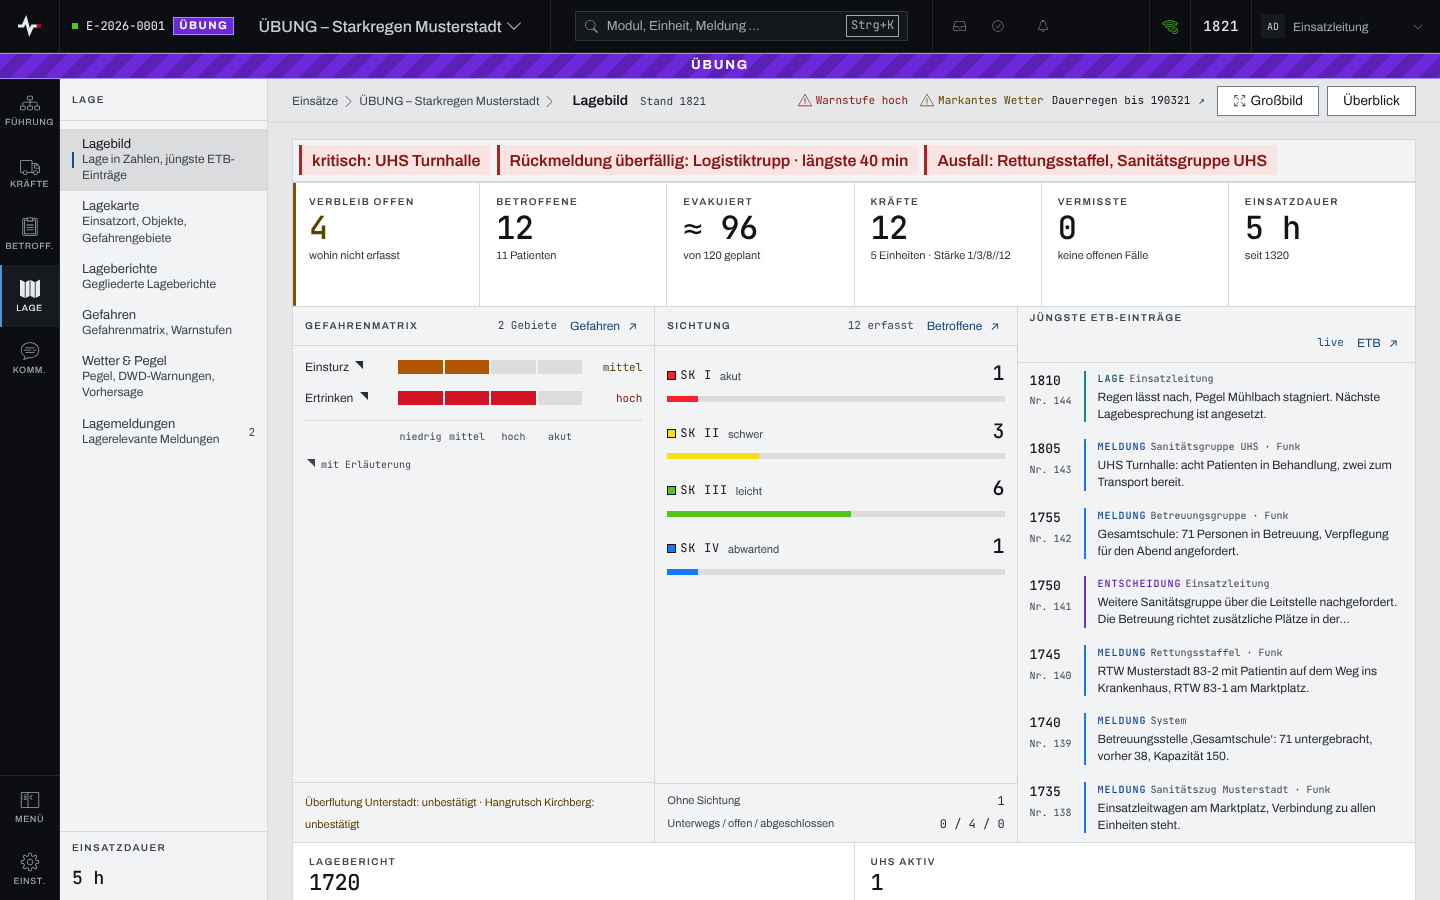 E-2026-0001 ÜBUNG ÜBUNG – Starkregen Musterstadt Modul, Einheit, Meldung ... Strg+K 1821 AD Einsatzleitung
ÜBUNG
FÜHRUNG
KRÄFTE
BETROFF.
LAGE
KOMM.
MENÜ
EINST.
LAGE
Lagebild
Lage in Zahlen, jüngste ETB-
Einträge
Lagekarte
Einsatzort, Objekte,
Gefahrengebiete
Lageberichte
Gegliederte Lageberichte
Gefahren
Gefahrenmatrix, Warnstufen
Wetter & Pegel
Pegel, DWD-Warnungen,
Vorhersage
Lagemeldungen
Lagerelevante Meldungen 2
EINSATZDAUER
5 h
Einsätze ÜBUNG – Starkregen Musterstadt Lagebild Stand 1821 Warnstufe hoch Markantes Wetter Dauerregen bis 190321 ↗ Großbild Überblick
kritisch: UHS Turnhalle Rückmeldung überfällig: Logistiktrupp · längste 40 min Ausfall: Rettungsstaffel, Sanitätsgruppe UHS
VERBLEIB OFFEN
4
wohin nicht erfasst
BETROFFENE
12
11 Patienten
EVAKUIERT
≈ 96
von 120 geplant
KRÄFTE
12
5 Einheiten · Stärke 1/3/8//12
VERMISSTE
0
keine offenen Fälle
EINSATZDAUER
5 h
seit 1320
GEFAHRENMATRIX 2 Gebiete Gefahren ↗
Einsturz mittel
Ertrinken hoch
niedrig mittel hoch akut
mit Erläuterung
Überflutung Unterstadt: unbestätigt · Hangrutsch Kirchberg:
unbestätigt
SICHTUNG 12 erfasst Betroffene ↗
SK I akut 1
SK II schwer 3
SK III leicht 6
SK IV abwartend 1
Ohne Sichtung 1
Unterwegs / offen / abgeschlossen 0 / 4 / 0
JÜNGSTE ETB-EINTRÄGE
live ETB ↗
1810 LAGE Einsatzleitung
Nr. 144 Regen lässt nach, Pegel Mühlbach stagniert. Nächste
Lagebesprechung ist angesetzt.
1805 MELDUNG Sanitätsgruppe UHS · Funk
Nr. 143 UHS Turnhalle: acht Patienten in Behandlung, zwei zum
Transport bereit.
1755 MELDUNG Betreuungsgruppe · Funk
Nr. 142 Gesamtschule: 71 Personen in Betreuung, Verpflegung
für den Abend angefordert.
1750 ENTSCHEIDUNG Einsatzleitung
Nr. 141 Weitere Sanitätsgruppe über die Leitstelle nachgefordert.
Die Betreuung richtet zusätzliche Plätze in der...
1745 MELDUNG Rettungsstaffel · Funk
Nr. 140 RTW Musterstadt 83-2 mit Patientin auf dem Weg ins
Krankenhaus, RTW 83-1 am Marktplatz.
1740 MELDUNG System
Nr. 139 Betreuungsstelle ‚Gesamtschule‘: 71 untergebracht,
vorher 38, Kapazität 150.
1735 MELDUNG Sanitätszug Musterstadt · Funk
Nr. 138 Einsatzleitwagen am Marktplatz, Verbindung zu allen
Einheiten steht.
LAGEBERICHT
1720
UHS AKTIV
1